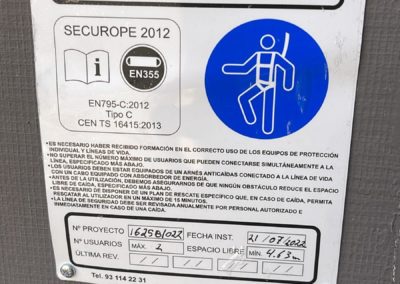 SECUROPE 2012
i
EN355
EN795-C:2012
Tipo C
CEN TS 16415:2013
•ES NECESARIO HABER RECIBIDO FORMACIÓN EN EL CORRECTO USO DE LOS EQUIPOS DE PROTECCIÓN
INDIVIDUAL Y LÍNEAS DE VIDA.
•NO SUPERAR EL NÚMERO MÁXIMO DE USUARIOS QUE PUEDEN CONECTARSE SIMULTÁNEAMENTE A LA
LÍNEA, ESPECIFICADO MÁS ABAJO.
•LOS USUARIOS DEBEN ESTAR EQUIPADOS DE UN ARNÉS ANTICAÍDAS CONECTADO A LA LÍNEA DE VIDA
CON UN CABO EQUIPADO CON ABSORBEDOR DE ENERGÍA.
•ANTES DE LA UTILIZACIÓN, DEBEMOS ASEGURARNOS DE QUE NINGÚN OBSTÁCULO REDUCE EL ESPACIO
LIBRE DE CAÍDA, ESPECIFICADO MÁS ABAJO.
•ES NECESARIO DE DISPONER DE UN PLAN DE RESCATE ESPECÍFICO QUE, EN CASO DE CAÍDA, PERMITA
RESCATAR AL UTILIZADOR EN UN MÁXIMO DE 15 MINUTOS.
•LA LÍNEA DE SEGURIDAD DEBE SER REVISADA ANUALMENTE POR PERSONAL AUTORIZADO E
INMEDIATAMENTE EN CASO DE UNA CAÍDA.
Nº PROYECTO 1625B/022 FECHA INST. 21/07/2022
Nº USUARIOS MÁX. 2 ESPACIO LIBRE MÍN. 4.63m
ÚLTIMA REV.
Tel. 93 114 22 31